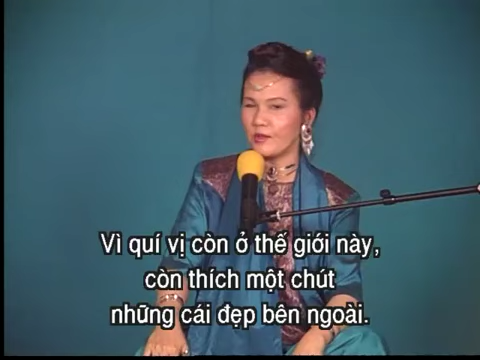 Vì quí vị còn ở thế giới này,
còn thích một chút
những cái đẹp bên ngoài.